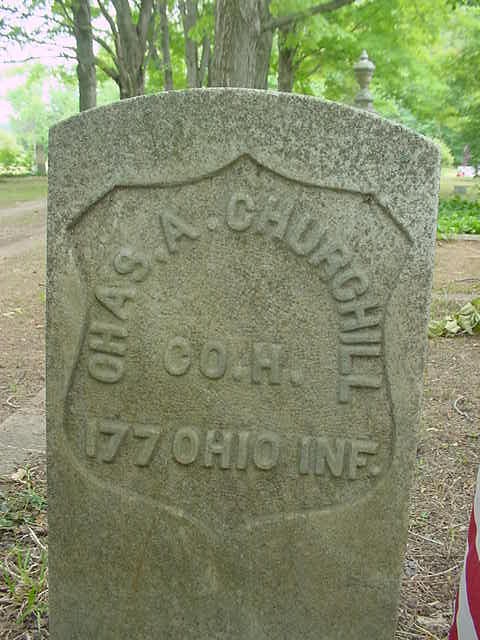 CHAS. A. CHURCHILL
CO. H.
177 OHIO INF.